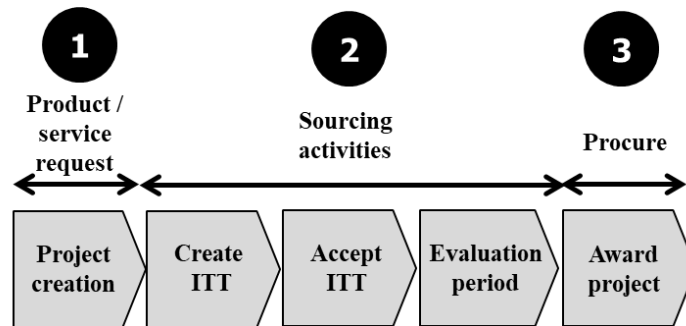 1
2
3
Product /
service
request
Sourcing
activities
Procure
Project
creation
Create
ITT
Accept
ITT
Evaluation
period
Award
project